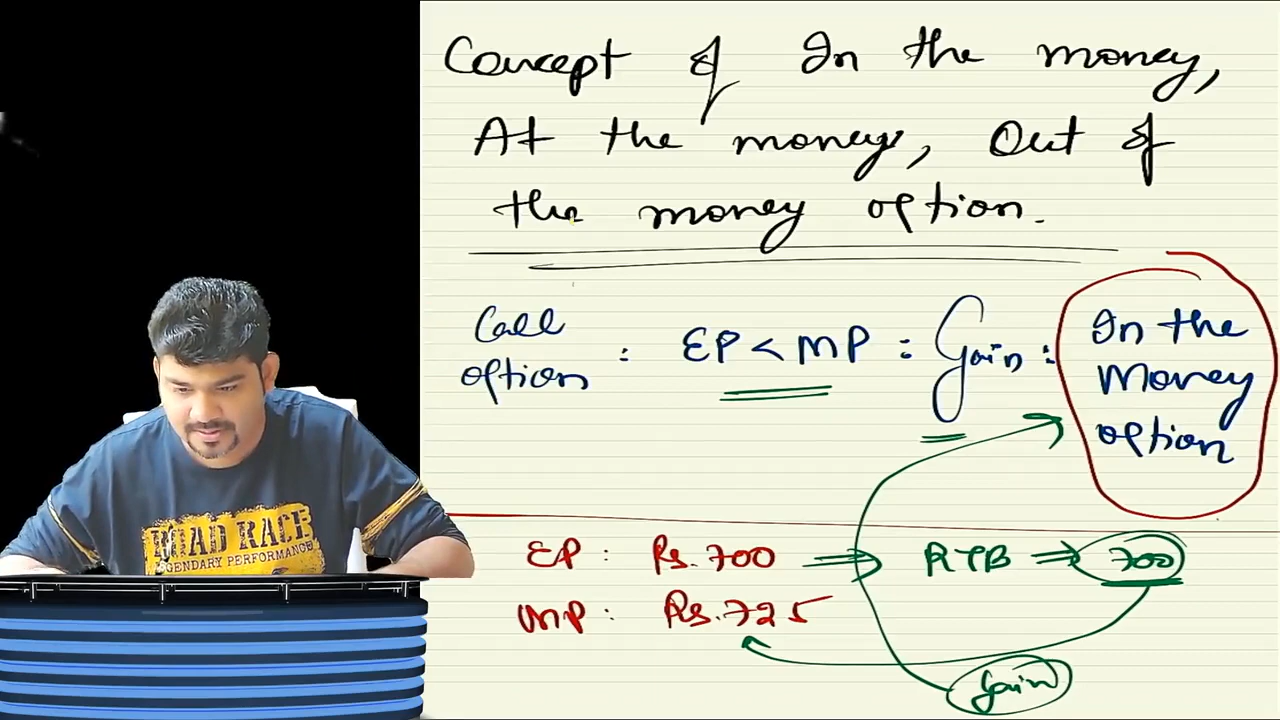 Concept of In the money,
At the money, Out of
the money option.
Call option : EP < MP = Gain : In the Money option
EP : Rs. 700 ⇒ RTB ⇒ 700
MP : Rs. 725
Gain
ROAD RACE
LEGENDARY PERFORMANCE